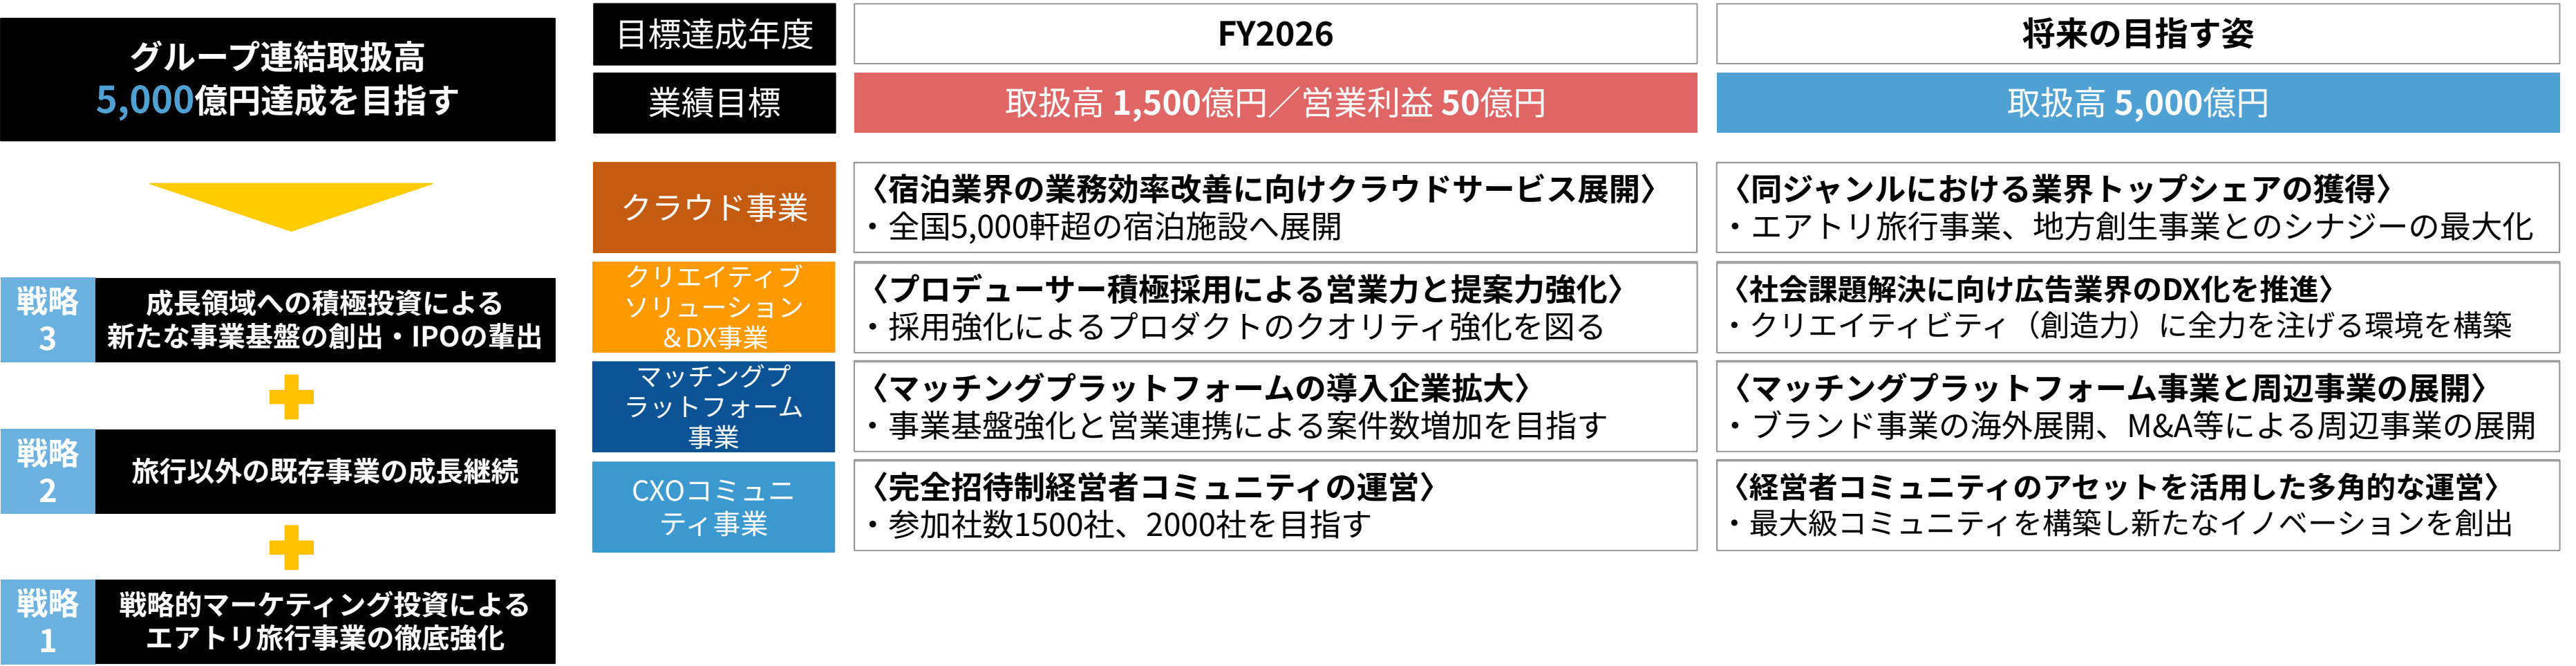 グループ連結取扱高
5,000億円達成を目指す
戦略
3
成長領域への積極投資による
新たな事業基盤の創出・IPOの輩出
戦略
2
旅行以外の既存事業の成長継続
戦略
1
戦略的マーケティング投資による
エアトリ旅行事業の徹底強化
目標達成年度
FY2026
将来の目指す姿
業績目標
取扱高 1,500億円／営業利益 50億円
取扱高 5,000億円
クラウド事業
〈宿泊業界の業務効率改善に向けクラウドサービス展開〉
・全国5,000軒超の宿泊施設へ展開
〈同ジャンルにおける業界トップシェアの獲得〉
・エアトリ旅行事業、地方創生事業とのシナジーの最大化
クリエイティブ
ソリューション
＆DX事業
〈プロデューサー積極採用による営業力と提案力強化〉
・採用強化によるプロダクトのクオリティ強化を図る
〈社会課題解決に向け広告業界のDX化を推進〉
・クリエイティビティ（創造力）に全力を注げる環境を構築
マッチングプ
ラットフォーム
事業
〈マッチングプラットフォームの導入企業拡大〉
・事業基盤強化と営業連携による案件数増加を目指す
〈マッチングプラットフォーム事業と周辺事業の展開〉
・ブランド事業の海外展開、M&A等による周辺事業の展開
CXOコミュニ
ティ事業
〈完全招待制経営者コミュニティの運営〉
・参加社数1500社、2000社を目指す
〈経営者コミュニティのアセットを活用した多角的な運営〉
・最大級コミュニティを構築し新たなイノベーションを創出